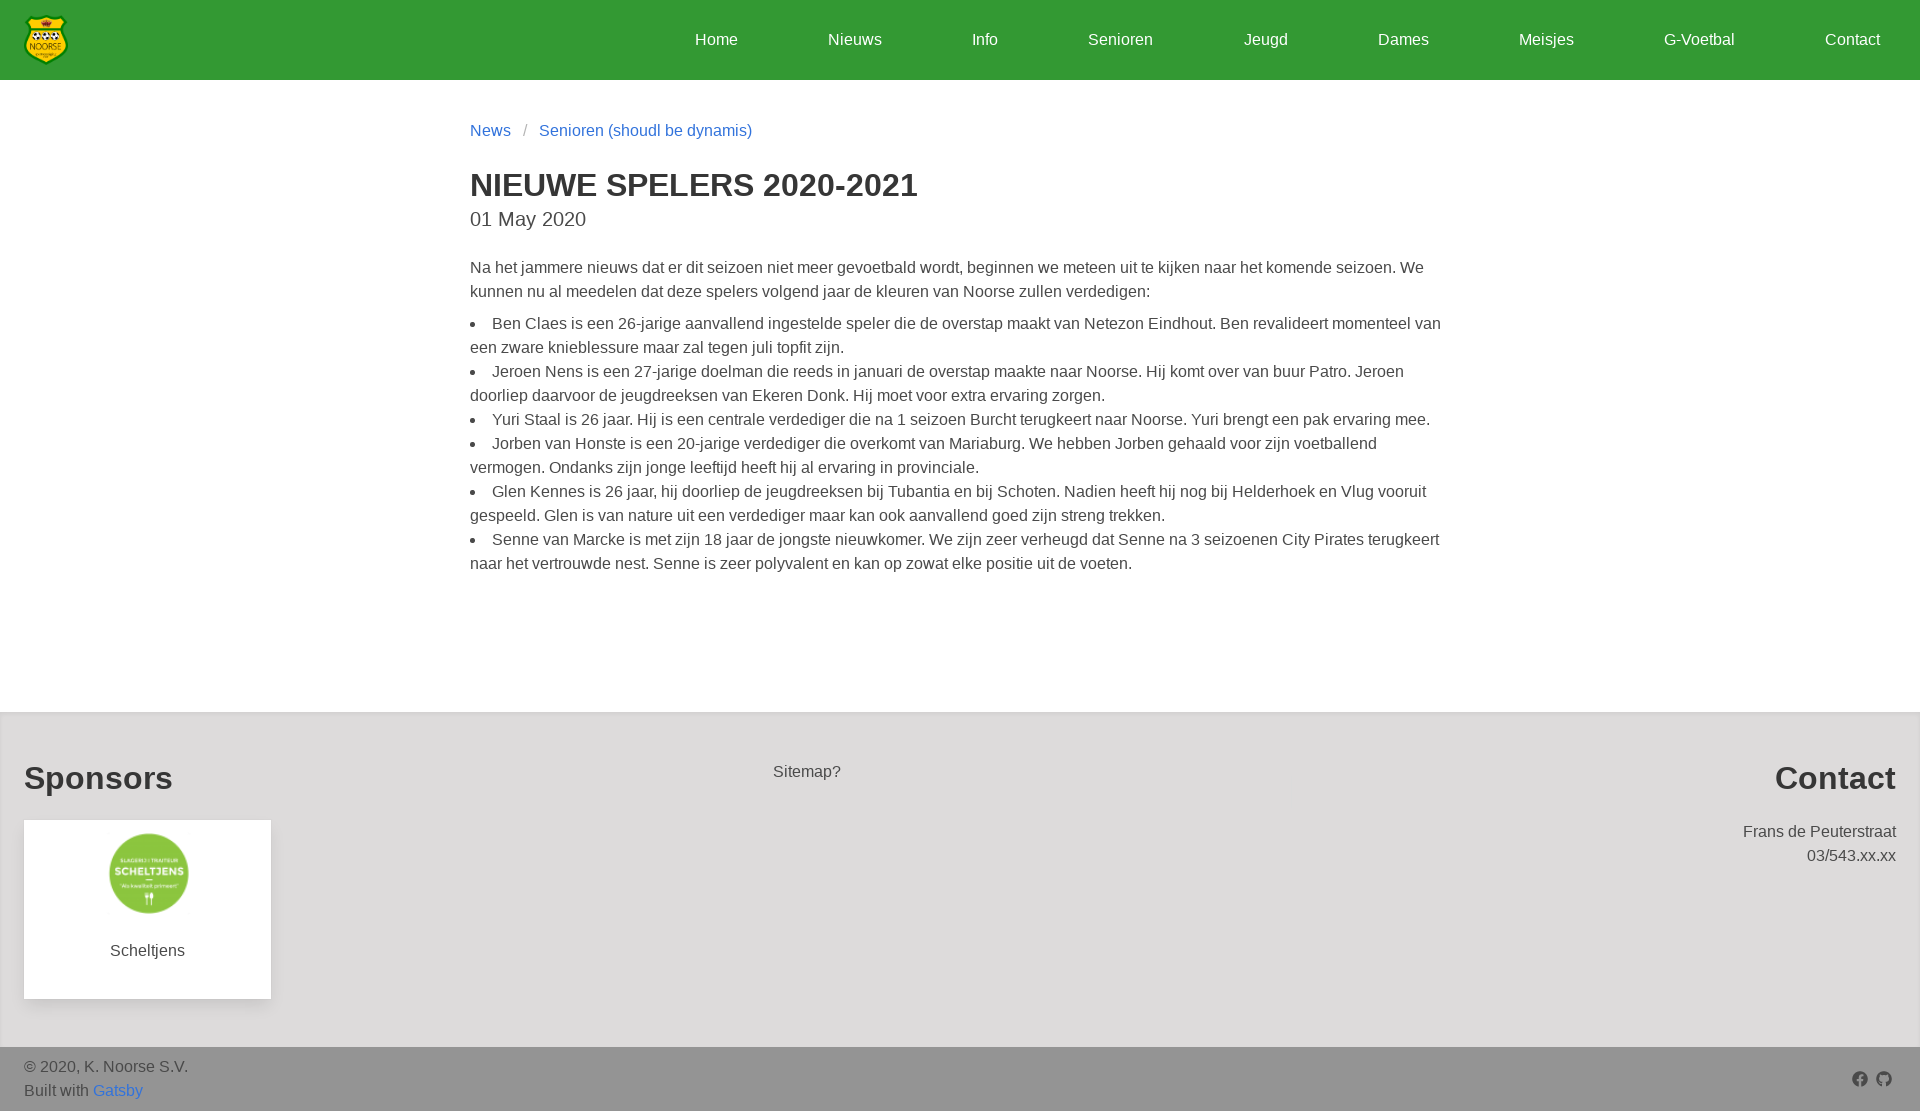 NOORSE
Home
Nieuws
Info
Senioren
Jeugd
Dames
Meisjes
G-Voetbal
Contact
News / Senioren (shoudl be dynamis)
NIEUWE SPELERS 2020-2021
01 May 2020
Na het jammere nieuws dat er dit seizoen niet meer gevoetbald wordt, beginnen we meteen uit te kijken naar het komende seizoen. We
kunnen nu al meedelen dat deze spelers volgend jaar de kleuren van Noorse zullen verdedigen:
• Ben Claes is een 26-jarige aanvallend ingestelde speler die de overstap maakt van Netezon Eindhout. Ben revalideert momenteel van
een zware knieblessure maar zal tegen juli topfit zijn.
• Jeroen Nens is een 27-jarige doelman die reeds in januari de overstap maakte naar Noorse. Hij komt over van buur Patro. Jeroen
doorliep daarvoor de jeugdreeksen van Ekeren Donk. Hij moet voor extra ervaring zorgen.
• Yuri Staal is 26 jaar. Hij is een centrale verdediger die na 1 seizoen Burcht terugkeert naar Noorse. Yuri brengt een pak ervaring mee.
• Jorben van Honste is een 20-jarige verdediger die overkomt van Mariaburg. We hebben Jorben gehaald voor zijn voetballend
vermogen. Ondanks zijn jonge leeftijd heeft hij al ervaring in provinciale.
• Glen Kennes is 26 jaar, hij doorliep de jeugdreeksen bij Tubantia en bij Schoten. Nadien heeft hij nog bij Helderhoek en Vlug vooruit
gespeeld. Glen is van nature uit een verdediger maar kan ook aanvallend goed zijn streng trekken.
• Senne van Marcke is met zijn 18 jaar de jongste nieuwkomer. We zijn zeer verheugd dat Senne na 3 seizoenen City Pirates terugkeert
naar het vertrouwde nest. Senne is zeer polyvalent en kan op zowat elke positie uit de voeten.
Sponsors
SCHELTJENS
Scheltjens
Sitemap?
Contact
Frans de Peuterstraat
03/543.xx.xx
© 2020, K. Noorse S.V.
Built with Gatsby